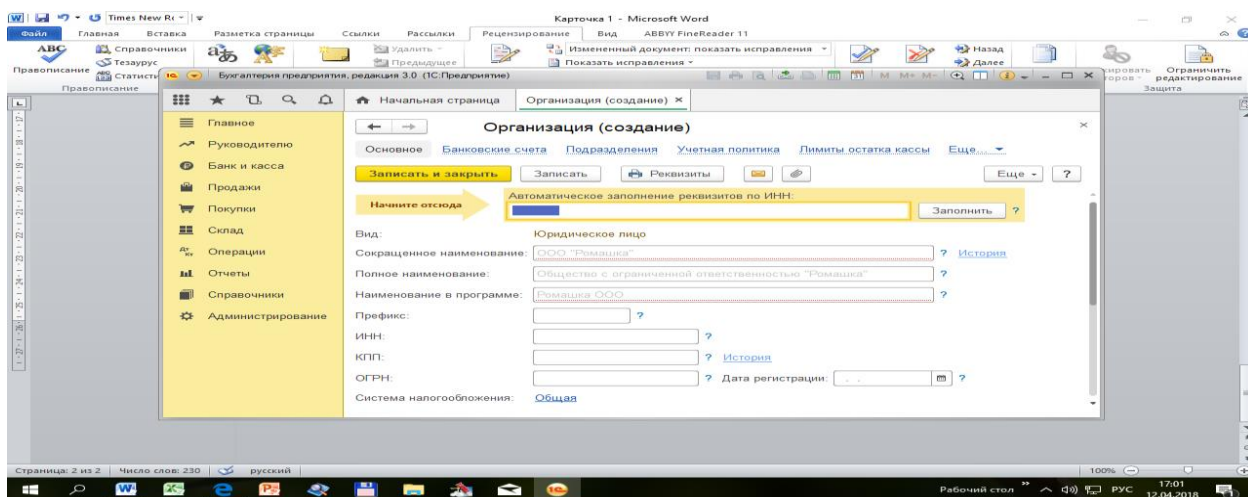 Times New Ro
Карточка 1 - Microsoft Word
Файл Главная Вставка Разметка страницы Ссылки Рассылки Рецензирование Вид ABBYY FineReader 11
ABC Справочники Удалить Измененный документ: показать исправления Назад
Тезаурус Предыдущее Показать исправления Далее Ограничить
Правописание редактирование
Правописание Защита
Бухгалтерия предприятия, редакция 3.0 (1С:Предприятие) M M+ M-
Начальная страница Организация (создание) ×
Главное
Руководителю
Банк и касса
Продажи
Покупки
Склад
Операции
Отчеты
Справочники
Администрирование
Организация (создание)
Основное Банковские счета Подразделения Учетная политика Лимиты остатка кассы Еще...
Записать и закрыть Записать Реквизиты Еще ?
Начните отсюда Автоматическое заполнение реквизитов по ИНН:
Заполнить ?
Вид: Юридическое лицо
Сокращенное наименование: ООО "Ромашка" ? История
Полное наименование: Общество с ограниченной ответственностью "Ромашка" ?
Наименование в программе: Ромашка ООО ?
Префикс: ?
ИНН: ?
КПП: ? История
ОГРН: ? Дата регистрации: . . ?
Система налогообложения: Общая
Страница: 2 из 2 Число слов: 230 русский 100%
Рабочий стол РУС 17:01
12.04.2018